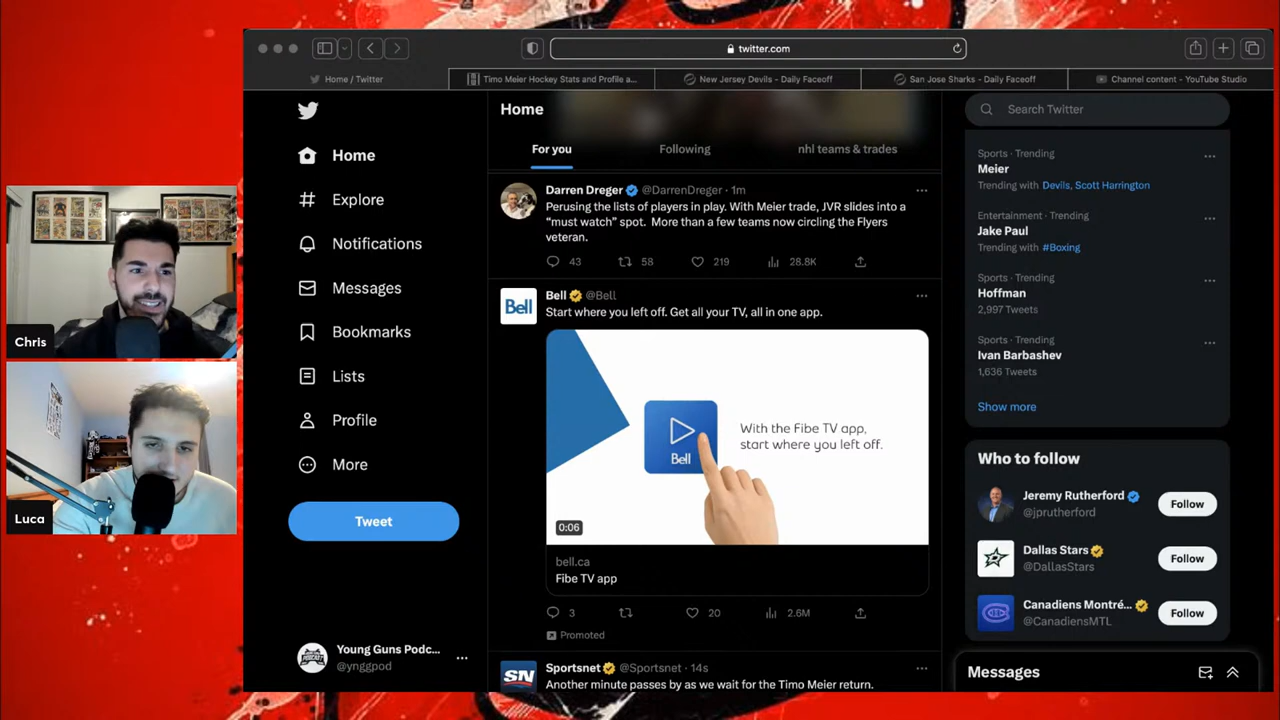 twitter.com
Home / Twitter
Timo Meier Hockey Stats and Profile a...
New Jersey Devils - Daily Faceoff
San Jose Sharks - Daily Faceoff
Channel content - YouTube Studio
Home
Explore
Notifications
Messages
Bookmarks
Lists
Profile
More
Tweet
Young Guns Podc...
@ynggpod
Home
For you
Following
nhl teams & trades
Darren Dreger @DarrenDreger · 1m
Perusing the lists of players in play. With Meier trade, JVR slides into a
“must watch” spot. More than a few teams now circling the Flyers
veteran.
43
58
219
28.8K
Bell @Bell
Start where you left off. Get all your TV, all in one app.
Bell
With the Fibe TV app,
start where you left off.
Bell
0:06
bell.ca
Fibe TV app
3
20
2.6M
Promoted
SN
Sportsnet @Sportsnet · 14s
Another minute passes by as we wait for the Timo Meier return.
Search Twitter
Sports · Trending
Meier
Trending with Devils, Scott Harrington
Entertainment · Trending
Jake Paul
Trending with #Boxing
Sports · Trending
Hoffman
2,997 Tweets
Sports · Trending
Ivan Barbashev
1,636 Tweets
Show more
Who to follow
Jeremy Rutherford
@jprutherford
Follow
Dallas Stars
@DallasStars
Follow
Canadiens Montré...
@CanadiensMTL
Follow
Messages
Chris
Luca